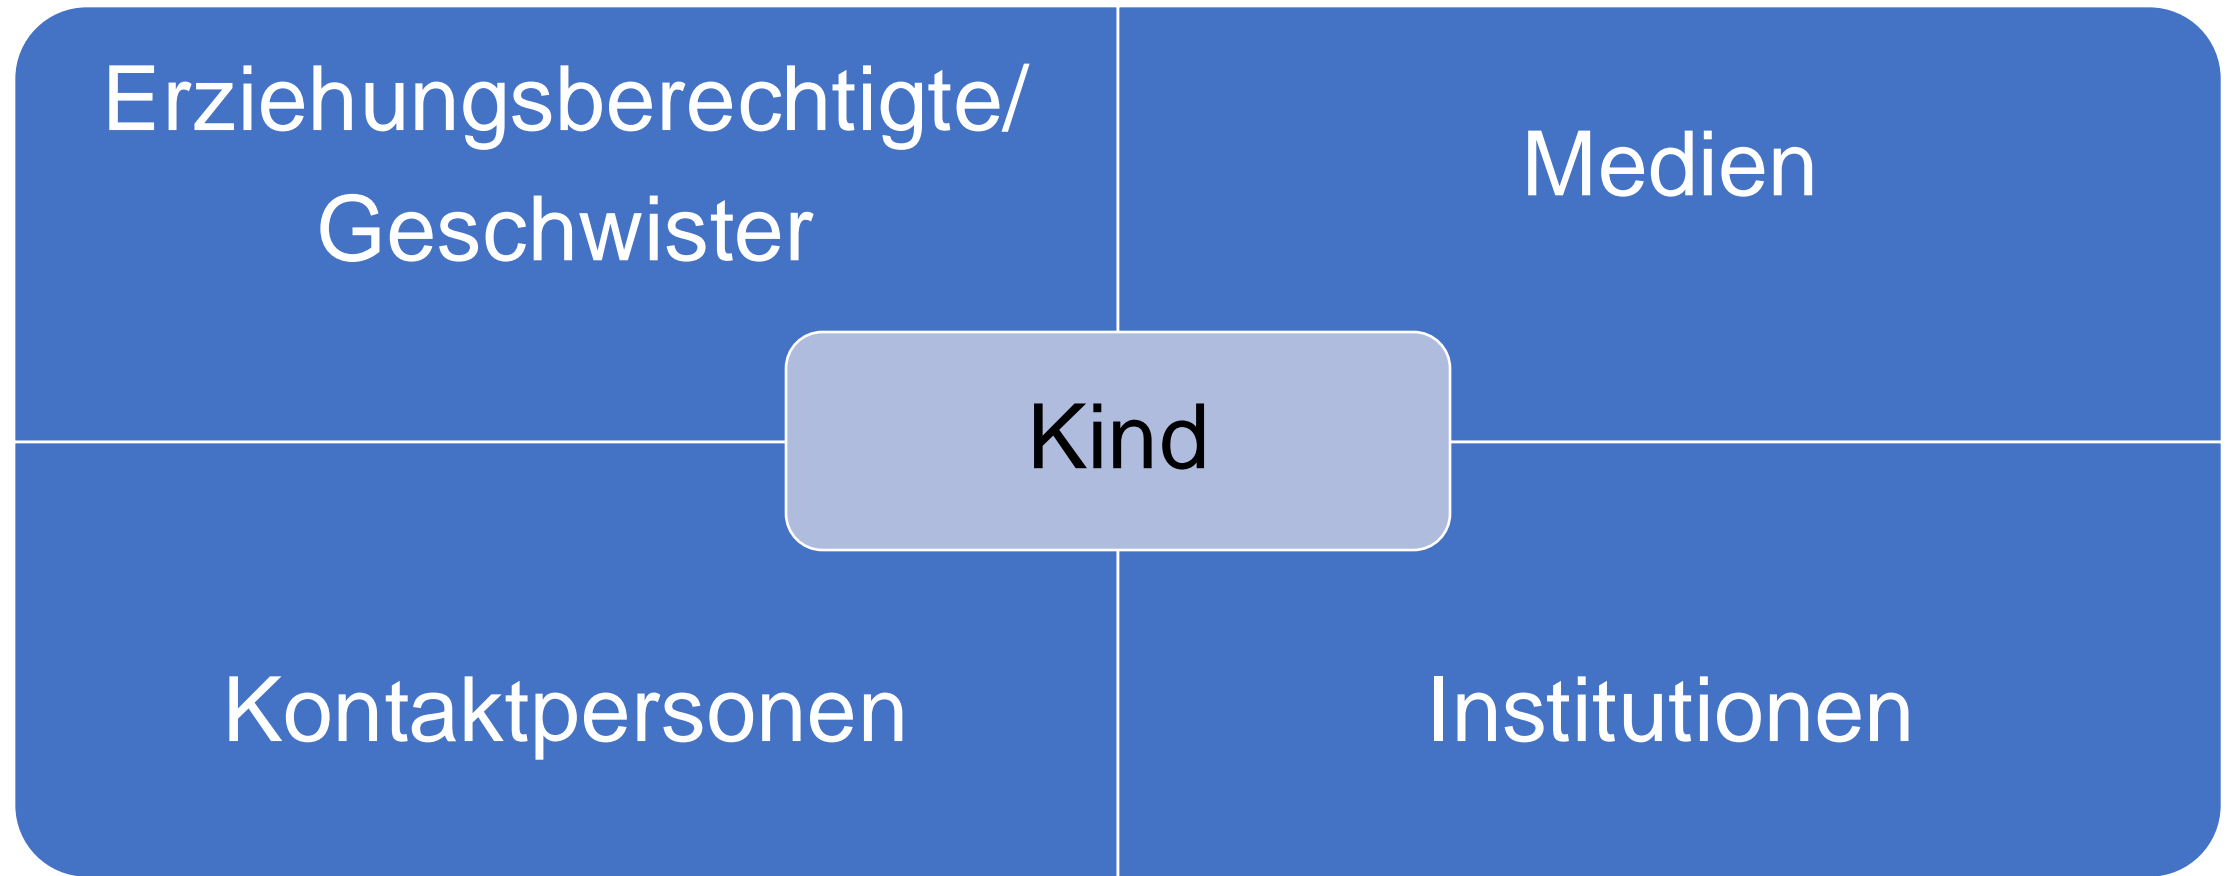 Erziehungsberechtigte/
Geschwister
Medien
Kind
Kontaktpersonen
Institutionen